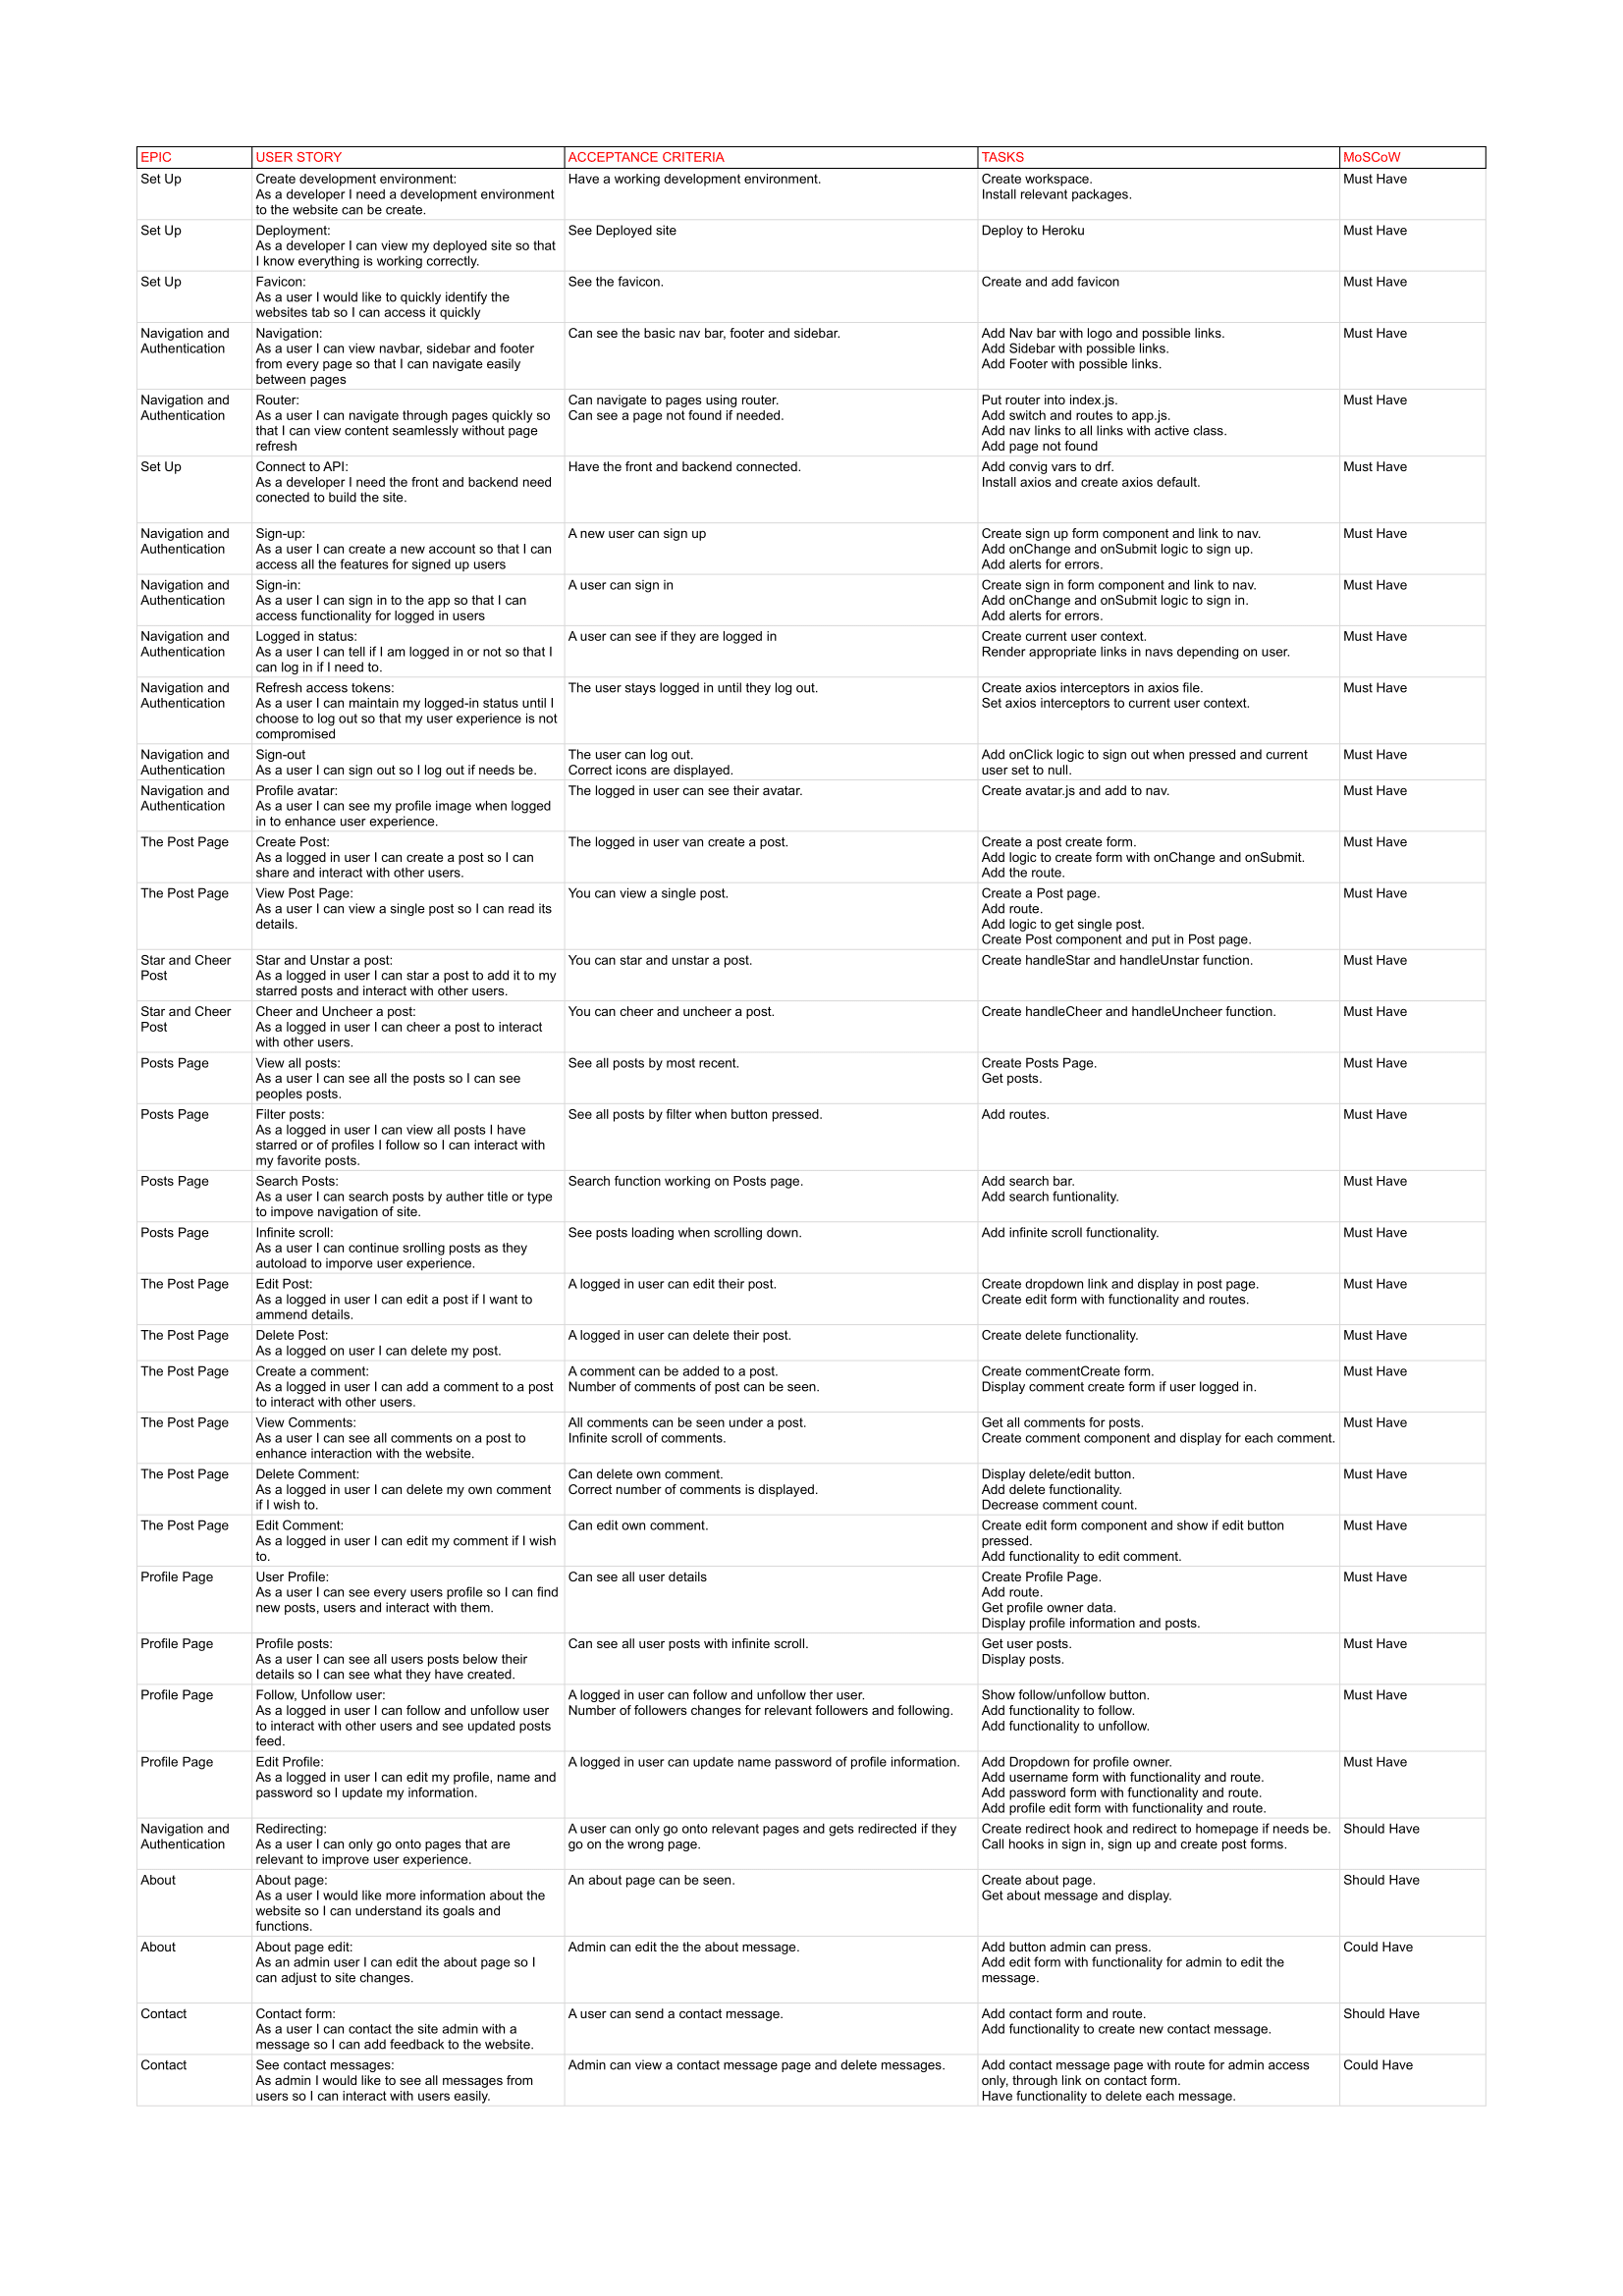 EPIC USER STORY ACCEPTANCE CRITERIA TASKS MoSCoW
Set Up
Create development environment:
As a developer I need a development environment
to the website can be create.
Have a working development environment.
Create workspace.
Install relevant packages.
Must Have
Set Up
Deployment:
As a developer I can view my deployed site so that
I know everything is working correctly.
See Deployed site
Deploy to Heroku
Must Have
Set Up
Favicon:
As a user I would like to quickly identify the
websites tab so I can access it quickly
See the favicon.
Create and add favicon
Must Have
Navigation and
Authentication
Navigation:
As a user I can view navbar, sidebar and footer
from every page so that I can navigate easily
between pages
Can see the basic nav bar, footer and sidebar.
Add Nav bar with logo and possible links.
Add Sidebar with possible links.
Add Footer with possible links.
Must Have
Navigation and
Authentication
Router:
As a user I can navigate through pages quickly so
that I can view content seamlessly without page
refresh
Can navigate to pages using router.
Can see a page not found if needed.
Put router into index.js.
Add switch and routes to app.js.
Add nav links to all links with active class.
Add page not found
Must Have
Set Up
Connect to API:
As a developer I need the front and backend need
conected to build the site.
Have the front and backend connected.
Add convig vars to drf.
Install axios and create axios default.
Must Have
Navigation and
Authentication
Sign-up:
As a user I can create a new account so that I can
access all the features for signed up users
A new user can sign up
Create sign up form component and link to nav.
Add onChange and onSubmit logic to sign up.
Add alerts for errors.
Must Have
Navigation and
Authentication
Sign-in:
As a user I can sign in to the app so that I can
access functionality for logged in users
A user can sign in
Create sign in form component and link to nav.
Add onChange and onSubmit logic to sign in.
Add alerts for errors.
Must Have
Navigation and
Authentication
Logged in status:
As a user I can tell if I am logged in or not so that I
can log in if I need to.
A user can see if they are logged in
Create current user context.
Render appropriate links in navs depending on user.
Must Have
Navigation and
Authentication
Refresh access tokens:
As a user I can maintain my logged-in status until I
choose to log out so that my user experience is not
compromised
The user stays logged in until they log out.
Create axios interceptors in axios file.
Set axios interceptors to current user context.
Must Have
Navigation and
Authentication
Sign-out
As a user I can sign out so I log out if needs be.
The user can log out.
Correct icons are displayed.
Add onClick logic to sign out when pressed and current
user set to null.
Must Have
Navigation and
Authentication
Profile avatar:
As a user I can see my profile image when logged
in to enhance user experience.
The logged in user can see their avatar.
Create avatar.js and add to nav.
Must Have
The Post Page
Create Post:
As a logged in user I can create a post so I can
share and interact with other users.
The logged in user van create a post.
Create a post create form.
Add logic to create form with onChange and onSubmit.
Add the route.
Must Have
The Post Page
View Post Page:
As a user I can view a single post so I can read its
details.
You can view a single post.
Create a Post page.
Add route.
Add logic to get single post.
Create Post component and put in Post page.
Must Have
Star and Cheer
Post
Star and Unstar a post:
As a logged in user I can star a post to add it to my
starred posts and interact with other users.
You can star and unstar a post.
Create handleStar and handleUnstar function.
Must Have
Star and Cheer
Post
Cheer and Uncheer a post:
As a logged in user I can cheer a post to interact
with other users.
You can cheer and uncheer a post.
Create handleCheer and handleUncheer function.
Must Have
Posts Page
View all posts:
As a user I can see all the posts so I can see
peoples posts.
See all posts by most recent.
Create Posts Page.
Get posts.
Must Have
Posts Page
Filter posts:
As a logged in user I can view all posts I have
starred or of profiles I follow so I can interact with
my favorite posts.
See all posts by filter when button pressed.
Add routes.
Must Have
Posts Page
Search Posts:
As a user I can search posts by auther title or type
to impove navigation of site.
Search function working on Posts page.
Add search bar.
Add search funtionality.
Must Have
Posts Page
Infinite scroll:
As a user I can continue srolling posts as they
autoload to imporve user experience.
See posts loading when scrolling down.
Add infinite scroll functionality.
Must Have
The Post Page
Edit Post:
As a logged in user I can edit a post if I want to
ammend details.
A logged in user can edit their post.
Create dropdown link and display in post page.
Create edit form with functionality and routes.
Must Have
The Post Page
Delete Post:
As a logged on user I can delete my post.
A logged in user can delete their post.
Create delete functionality.
Must Have
The Post Page
Create a comment:
As a logged in user I can add a comment to a post
to interact with other users.
A comment can be added to a post.
Number of comments of post can be seen.
Create commentCreate form.
Display comment create form if user logged in.
Must Have
The Post Page
View Comments:
As a user I can see all comments on a post to
enhance interaction with the website.
All comments can be seen under a post.
Infinite scroll of comments.
Get all comments for posts.
Create comment component and display for each comment.
Must Have
The Post Page
Delete Comment:
As a logged in user I can delete my own comment
if I wish to.
Can delete own comment.
Correct number of comments is displayed.
Display delete/edit button.
Add delete functionality.
Decrease comment count.
Must Have
The Post Page
Edit Comment:
As a logged in user I can edit my comment if I wish
to.
Can edit own comment.
Create edit form component and show if edit button
pressed.
Add functionality to edit comment.
Must Have
Profile Page
User Profile:
As a user I can see every users profile so I can find
new posts, users and interact with them.
Can see all user details
Create Profile Page.
Add route.
Get profile owner data.
Display profile information and posts.
Must Have
Profile Page
Profile posts:
As a user I can see all users posts below their
details so I can see what they have created.
Can see all user posts with infinite scroll.
Get user posts.
Display posts.
Must Have
Profile Page
Follow, Unfollow user:
As a logged in user I can follow and unfollow user
to interact with other users and see updated posts
feed.
A logged in user can follow and unfollow ther user.
Number of followers changes for relevant followers and following.
Show follow/unfollow button.
Add functionality to follow.
Add functionality to unfollow.
Must Have
Profile Page
Edit Profile:
As a logged in user I can edit my profile, name and
password so I update my information.
A logged in user can update name password of profile information.
Add Dropdown for profile owner.
Add username form with functionality and route.
Add password form with functionality and route.
Add profile edit form with functionality and route.
Must Have
Navigation and
Authentication
Redirecting:
As a user I can only go onto pages that are
relevant to improve user experience.
A user can only go onto relevant pages and gets redirected if they
go on the wrong page.
Create redirect hook and redirect to homepage if needs be.
Call hooks in sign in, sign up and create post forms.
Should Have
About
About page:
As a user I would like more information about the
website so I can understand its goals and
functions.
An about page can be seen.
Create about page.
Get about message and display.
Should Have
About
About page edit:
As an admin user I can edit the about page so I
can adjust to site changes.
Admin can edit the the about message.
Add button admin can press.
Add edit form with functionality for admin to edit the
message.
Could Have
Contact
Contact form:
As a user I can contact the site admin with a
message so I can add feedback to the website.
A user can send a contact message.
Add contact form and route.
Add functionality to create new contact message.
Should Have
Contact
See contact messages:
As admin I would like to see all messages from
users so I can interact with users easily.
Admin can view a contact message page and delete messages.
Add contact message page with route for admin access
only, through link on contact form.
Have functionality to delete each message.
Could Have